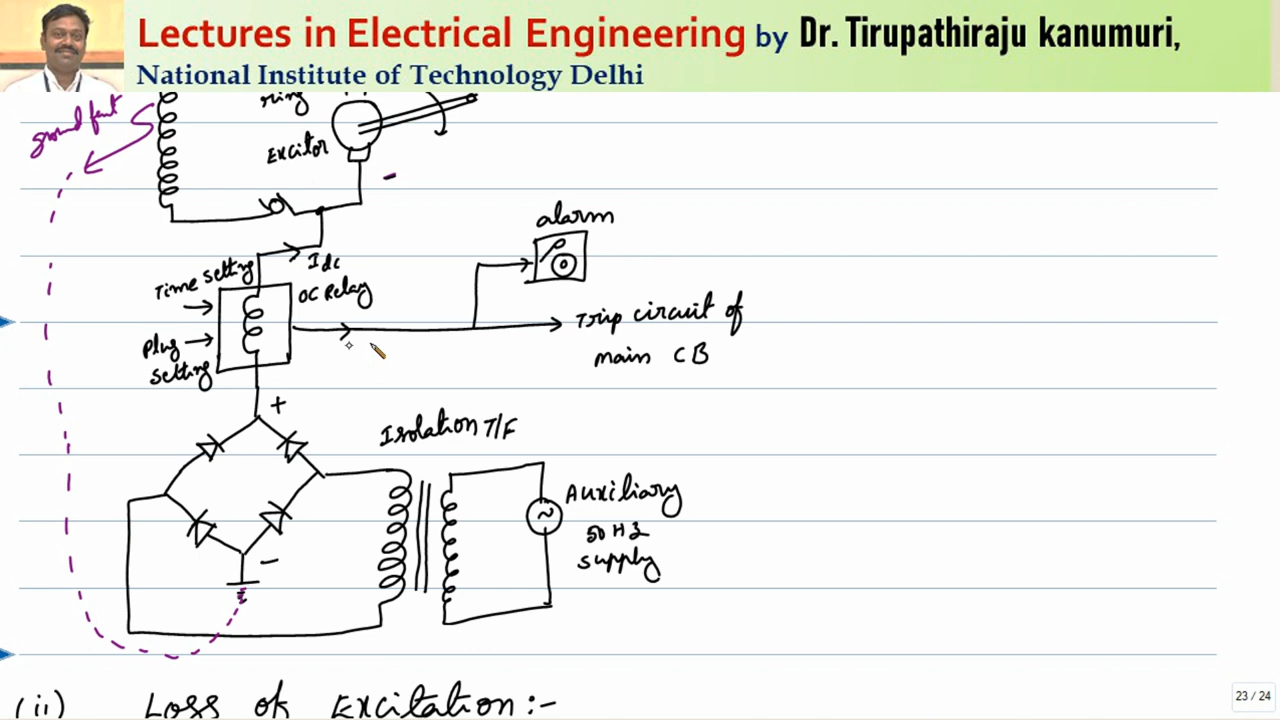 Lectures in Electrical Engineering by Dr. Tirupathiraju kanumuri,
National Institute of Technology Delhi
ring
ground
Excitor
-
alarm
Time setting
Idc
OC Relay
Plug
setting
Trip circuit of
main CB
+
Isolation T/F
Auxiliary
50 Hz
supply
~
-
(ii) Loss of Excitation :-
23 / 24